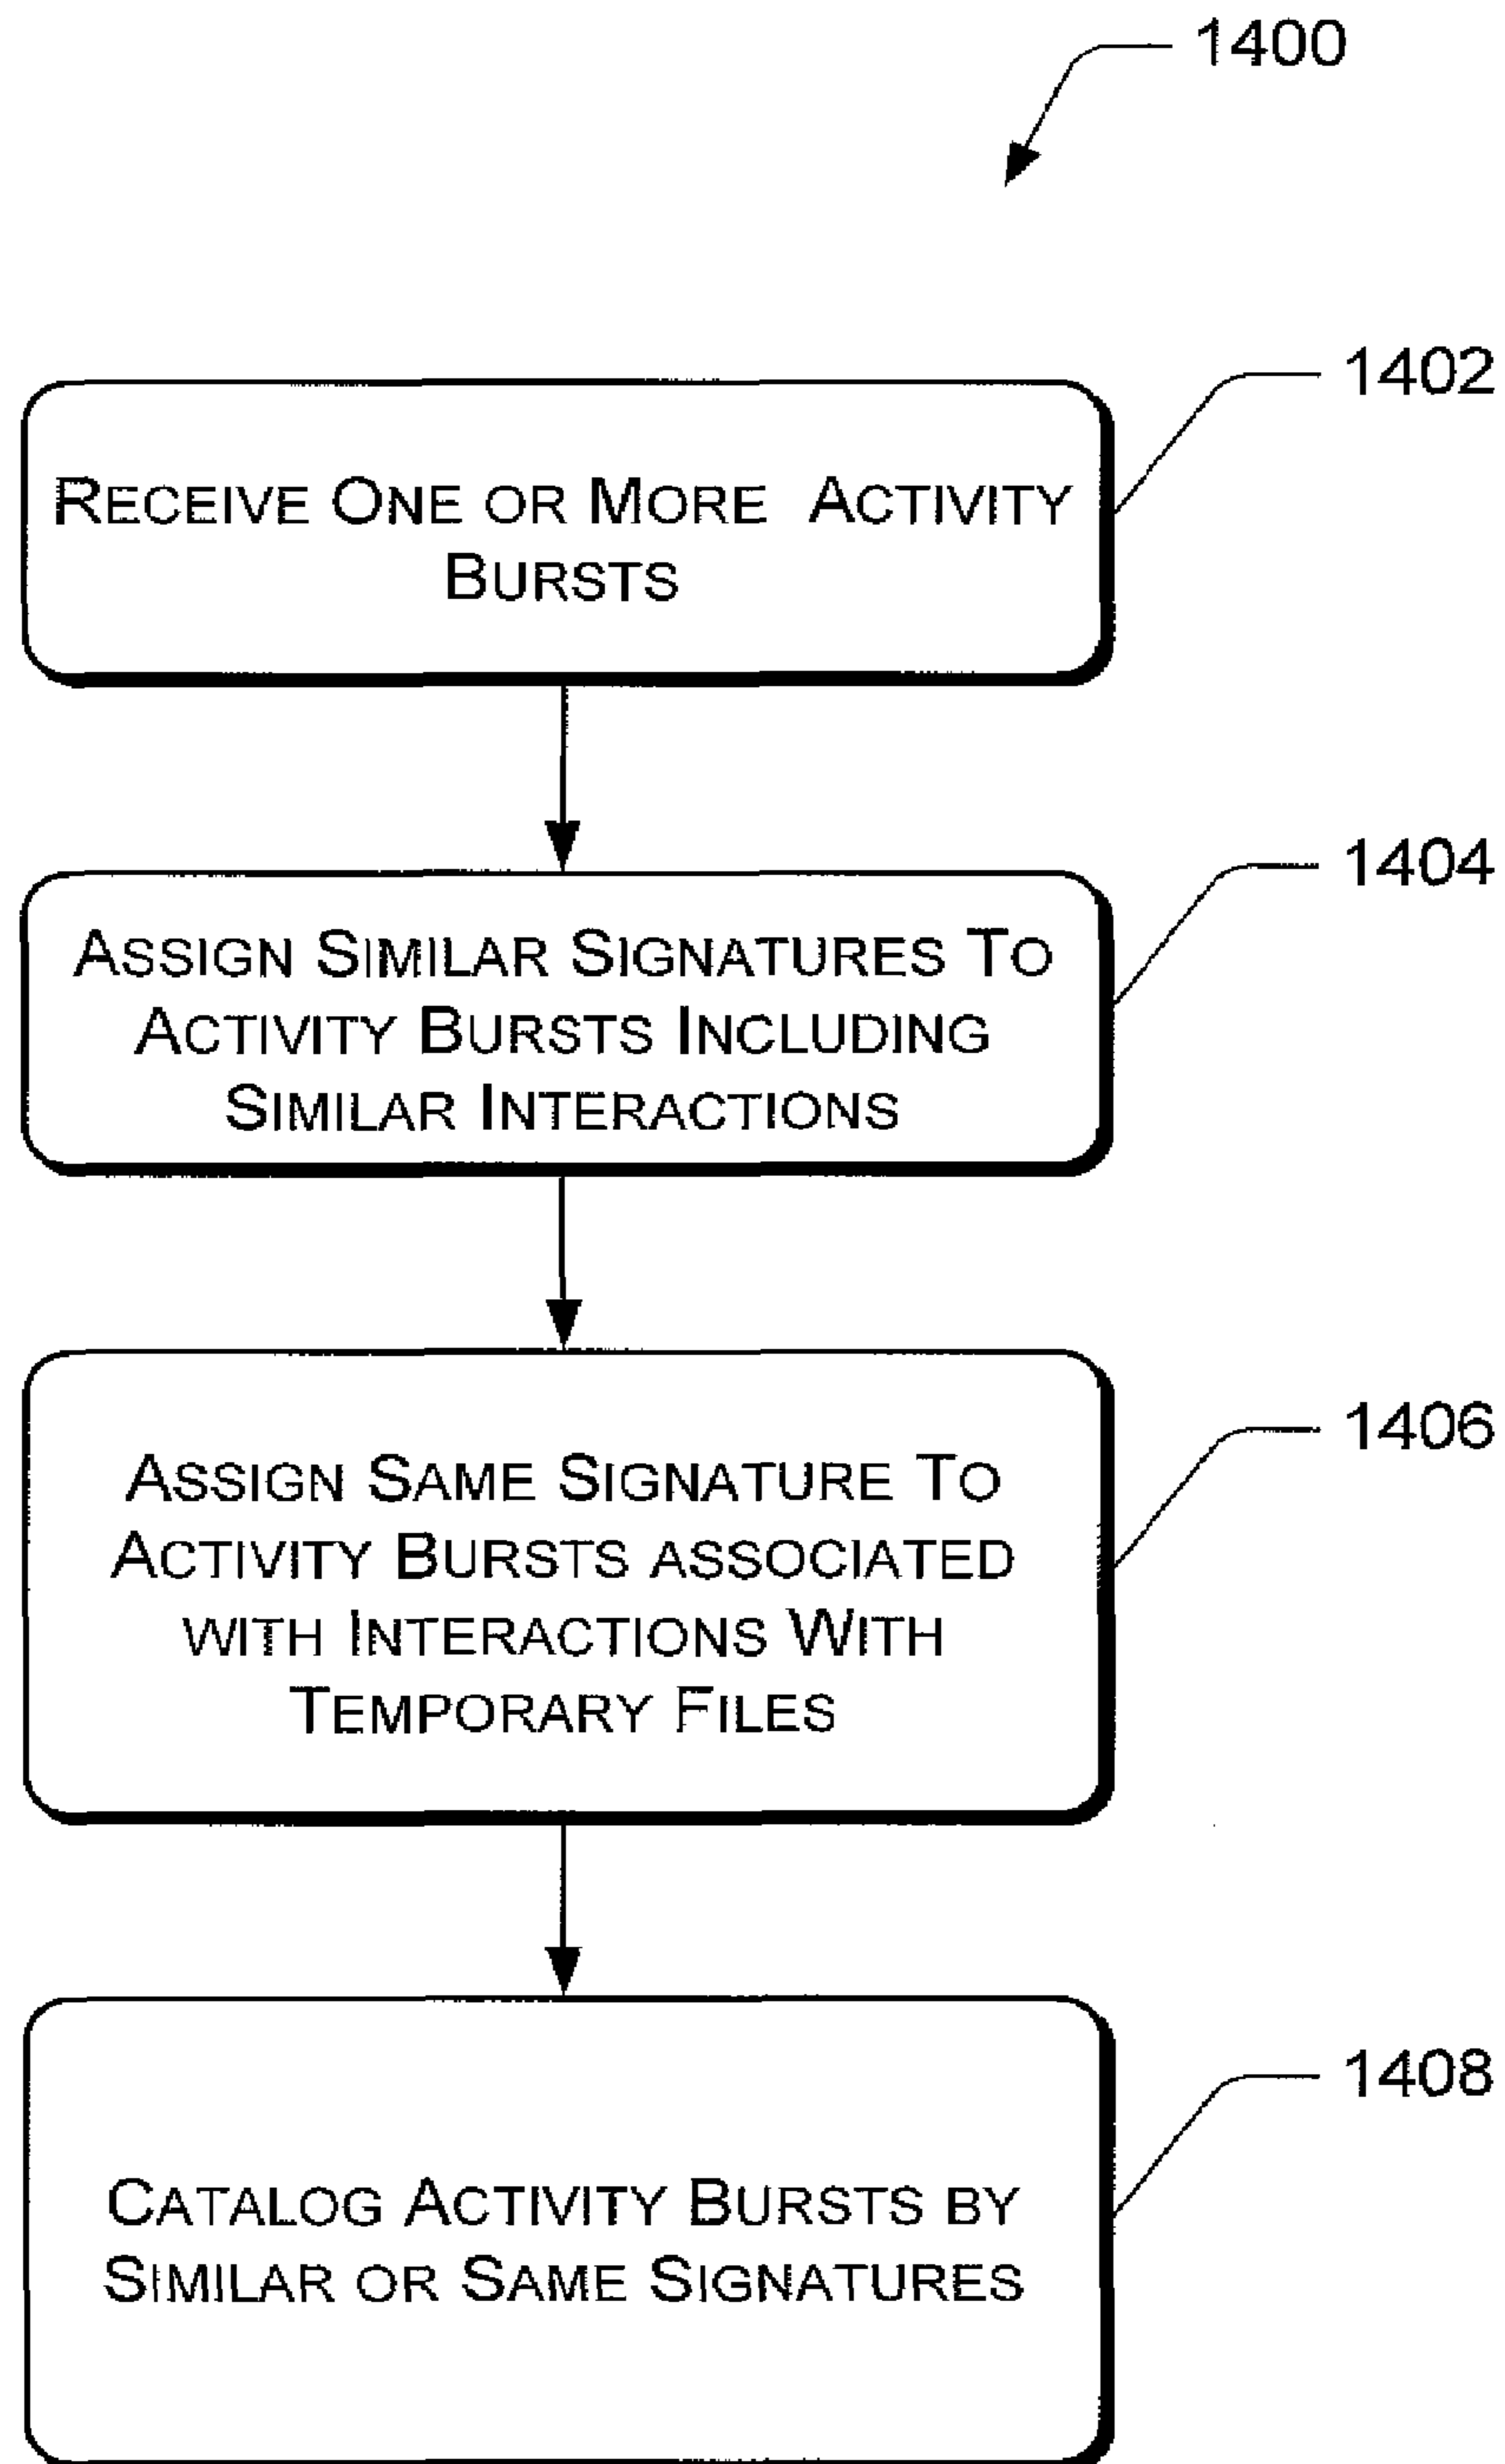 1400
1402
RECEIVE ONE OR MORE ACTIVITY
BURSTS
1404
ASSIGN SIMILAR SIGNATURES TO
ACTIVITY BURSTS INCLUDING
SIMILAR INTERACTIONS
1406
ASSIGN SAME SIGNATURE TO
ACTIVITY BURSTS ASSOCIATED
WITH INTERACTIONS WITH
TEMPORARY FILES
1408
CATALOG ACTIVITY BURSTS BY
SIMILAR OR SAME SIGNATURES